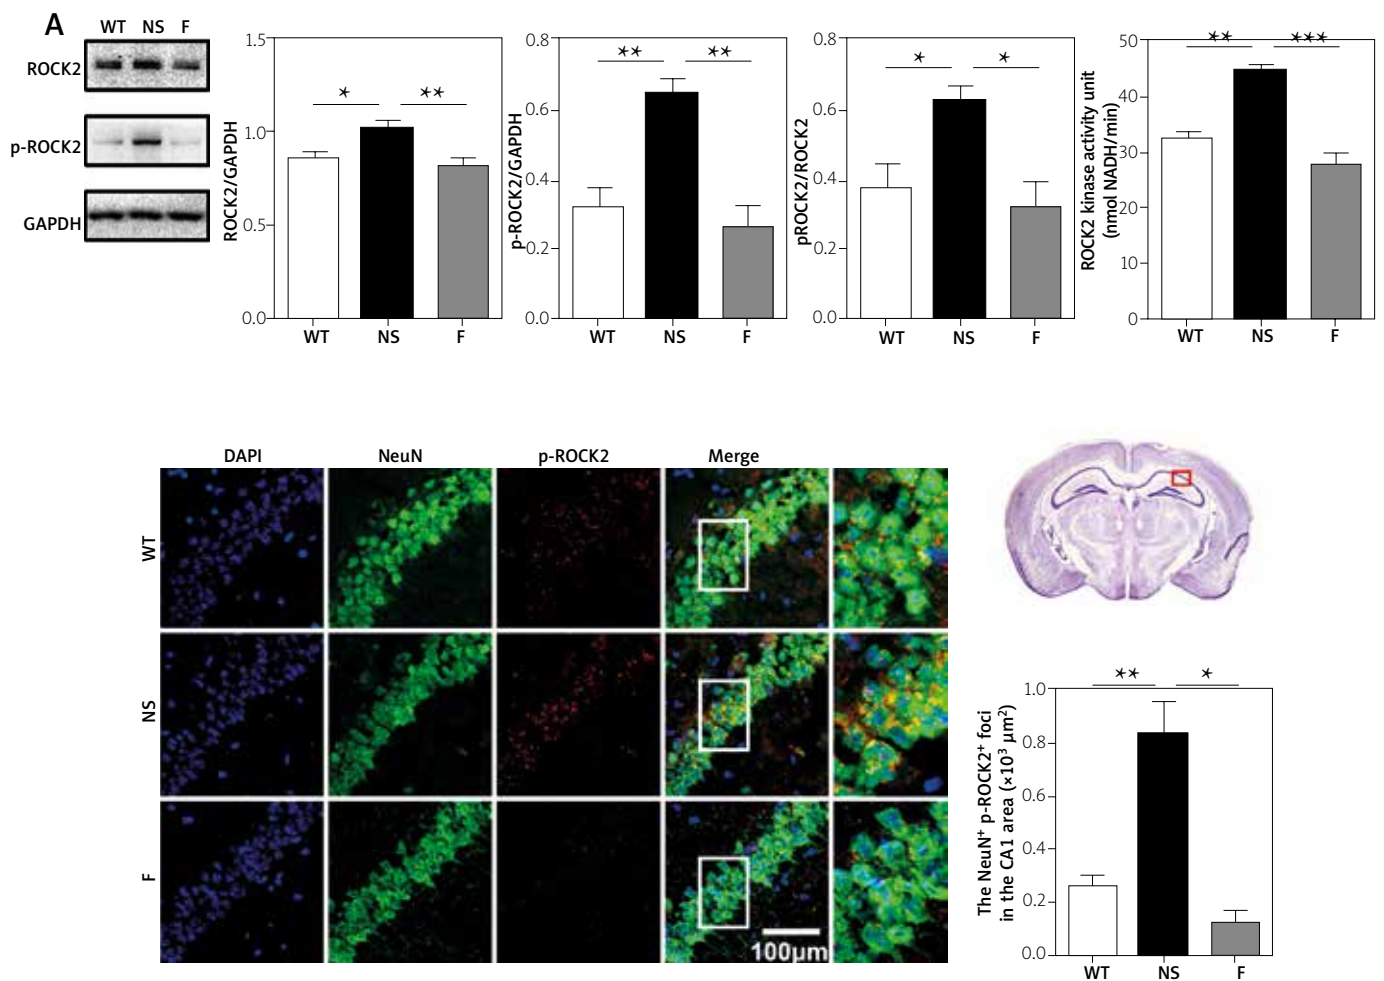 A
WT NS F
ROCK2
p-ROCK2
GAPDH
ROCK2/GAPDH
1.5
1.0
0.5
0.0
* **
WT NS F
p-ROCK2/GAPDH
0.8
0.6
0.4
0.2
0.0
** **
WT NS F
pROCK2/ROCK2
0.8
0.6
0.4
0.2
0.0
* *
WT NS F
ROCK2 kinase activity unit
(nmol NADH/min)
50
40
30
20
10
0
** ***
WT NS F
DAPI NeuN p-ROCK2 Merge
WT
NS
F
100µm
The NeuN⁺ p-ROCK2⁺ foci
in the CA1 area (×10³ µm²)
1.0
0.8
0.6
0.4
0.2
0.0
** *
WT NS F